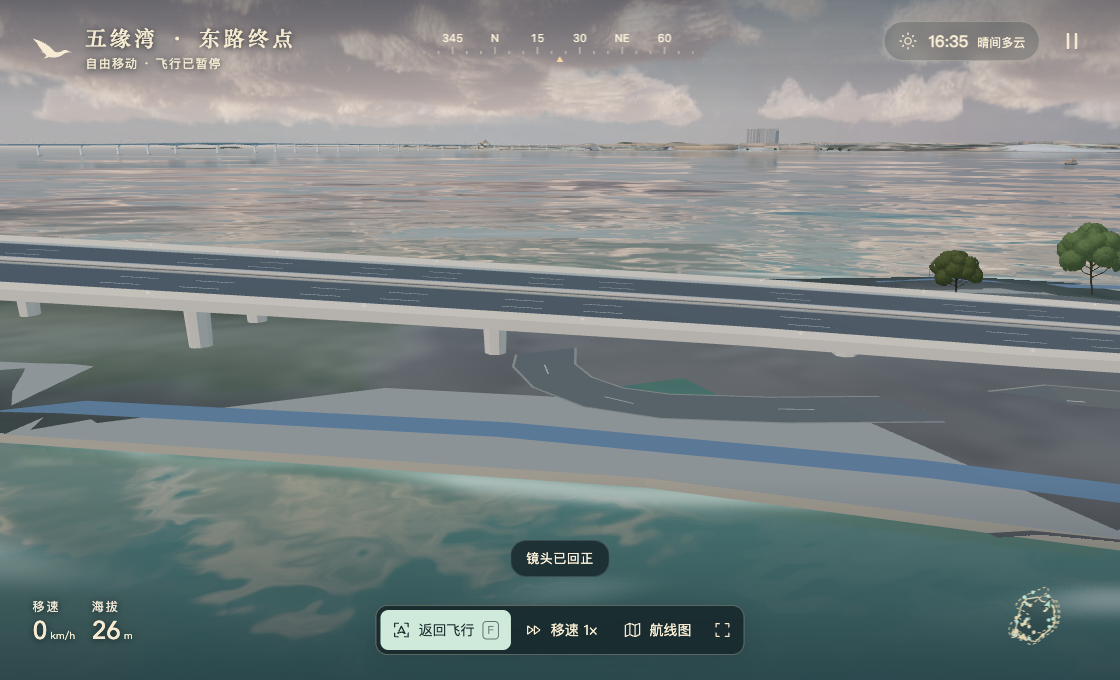 五缘湾 · 东路终点
自由移动 · 飞行已暂停
345 N 15 30 NE 60
16:35 晴间多云
镜头已回正
移速 海拔
0 km/h 26 m
返回飞行 F 移速 1x 航线图